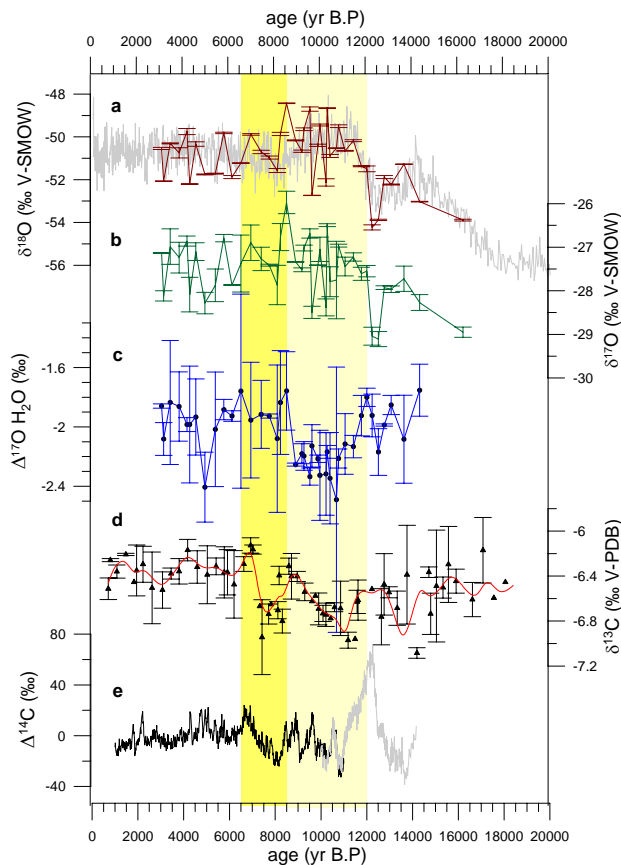 age (yr B.P)
0 2000 4000 6000 8000 10000 12000 14000 16000 18000 20000
a
-48
-50
-52
-54
-56
δ18O (‰ V-SMOW)
b
-26
-27
-28
-29
-30
δ17O (‰ V-SMOW)
c
-1.6
-2
-2.4
Δ17O H2O (‰)
d
-6
-6.4
-6.8
-7.2
δ13C (‰ V-PDB)
e
80
40
0
-40
Δ14C (‰)
0 2000 4000 6000 8000 10000 12000 14000 16000 18000 20000
age (yr B.P)